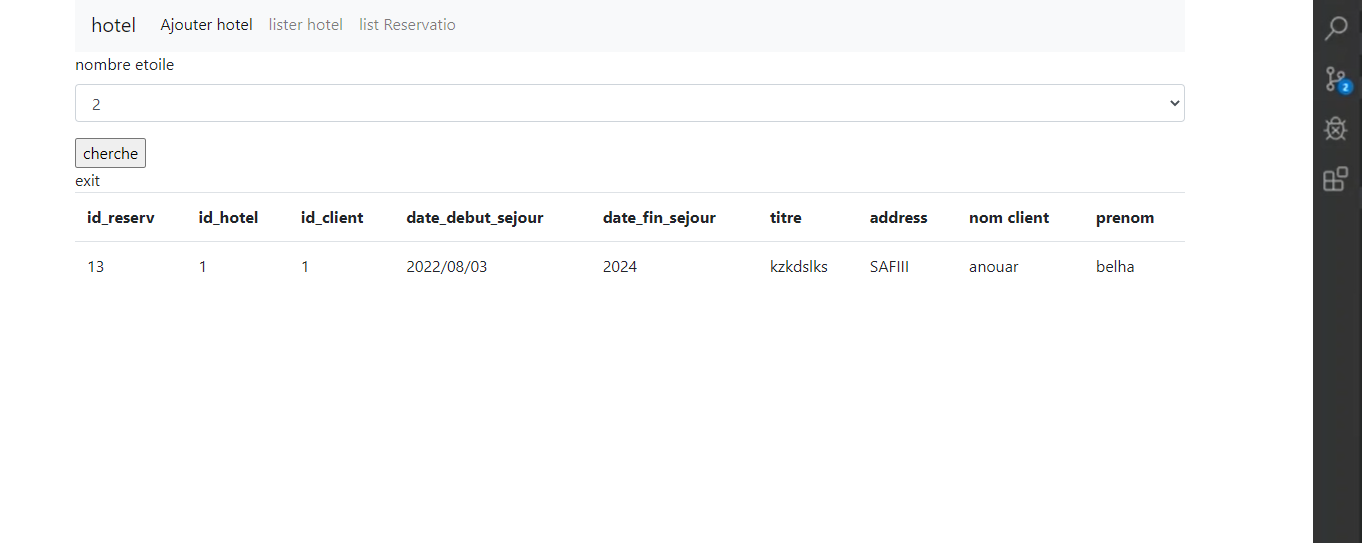 hotel Ajouter hotel lister hotel list Reservatio
nombre etoile
2
cherche
exit
id_reserv id_hotel id_client date_debut_sejour date_fin_sejour titre address nom client prenom
13 1 1 2022/08/03 2024 kzkdslks SAFIII anouar belha
2